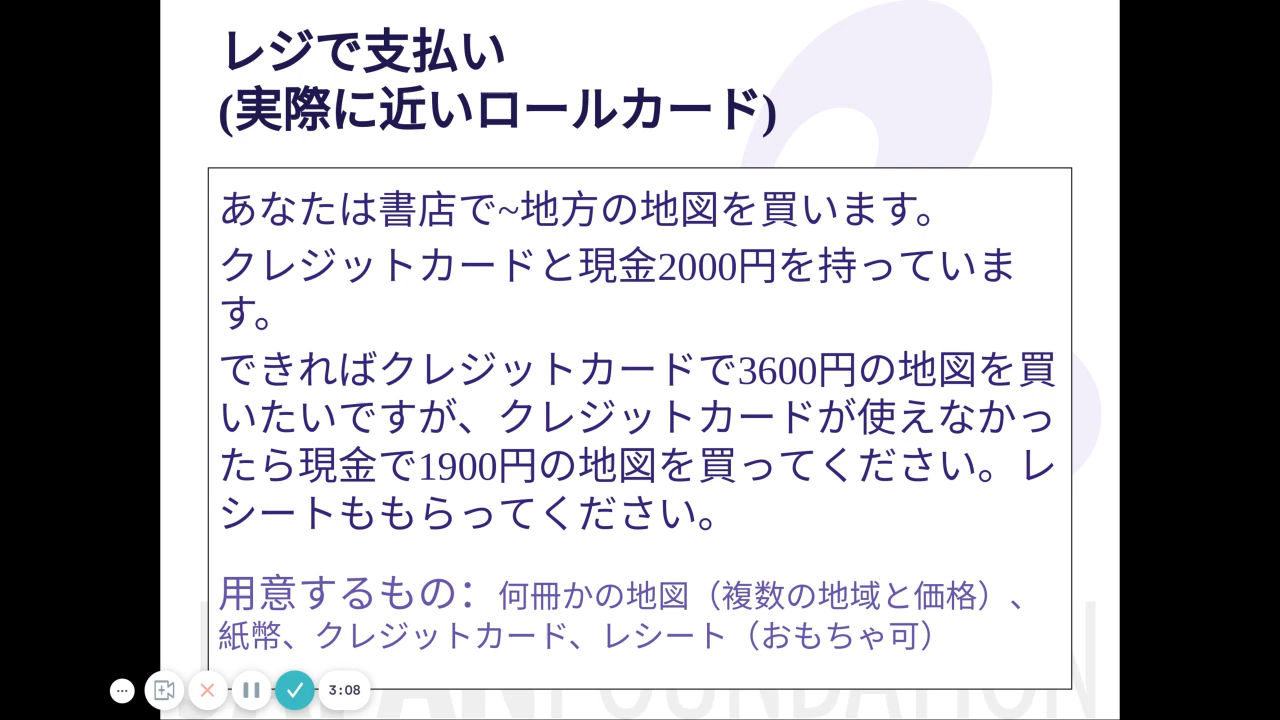 レジで支払い
(実際に近いロールカード)
あなたは書店で~地方の地図を買います。
クレジットカードと現金2000円を持っていま
す。
できればクレジットカードで3600円の地図を買
いたいですが、クレジットカードが使えなかっ
たら現金で1900円の地図を買ってください。レ
シートももらってください。
用意するもの：何冊かの地図（複数の地域と価格）、
紙幣、クレジットカード、レシート（おもちゃ可）
JAPANFOUNDATION
3:08